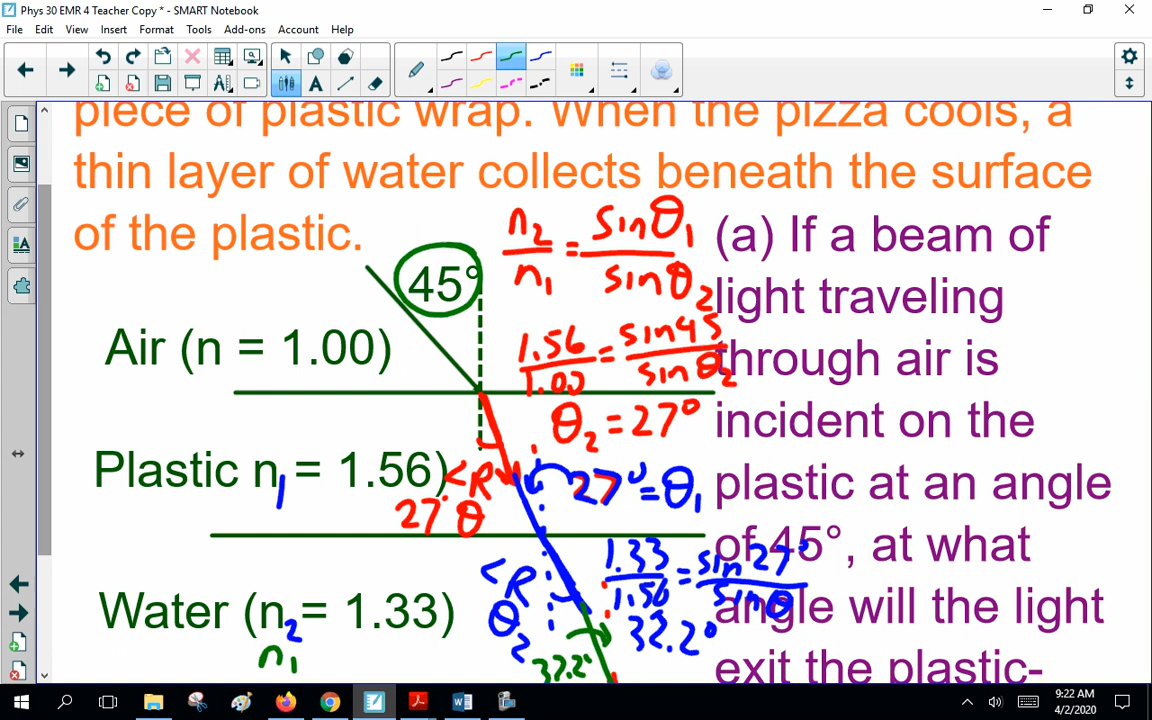 Phys 30 EMR 4 Teacher Copy * - SMART Notebook
File Edit View Insert Format Tools Add-ons Account Help
piece of plastic wrap. When the pizza cools, a
thin layer of water collects beneath the surface
of the plastic.
45°
n2/n1 = sinθ1/sinθ2
1.56/1.00 = sin45/sinθ2
θ2 = 27°
Air (n = 1.00)
Plastic n1 = 1.56)
<R
27° θ
27° = θ1
Water (n2 = 1.33)
n1
<R
θ2
1.33/1.56 = sin27°/sinθ
32.2°
32.2°
(a) If a beam of
light traveling
through air is
incident on the
plastic at an angle
of 45°, at what
angle will the light
exit the plastic-
9:22 AM
4/2/2020